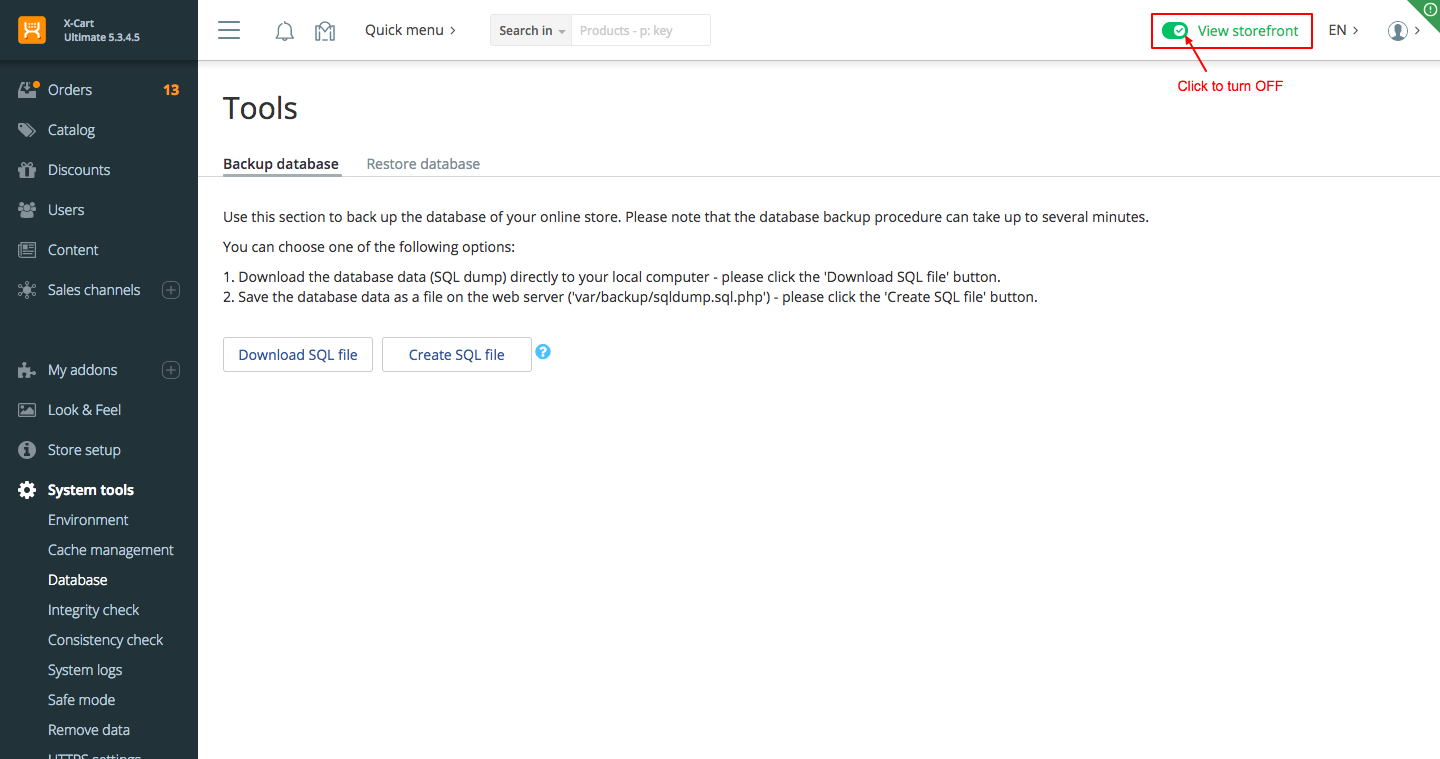 X-Cart
Ultimate 5.3.4.5
Quick menu
Search in
Products - p: key
View storefront
EN
Click to turn OFF
Orders
13
Catalog
Discounts
Users
Content
Sales channels
My addons
Look & Feel
Store setup
System tools
Environment
Cache management
Database
Integrity check
Consistency check
System logs
Safe mode
Remove data
HTTPS settings
Tools
Backup database
Restore database
Use this section to back up the database of your online store. Please note that the database backup procedure can take up to several minutes.
You can choose one of the following options:
1. Download the database data (SQL dump) directly to your local computer - please click the 'Download SQL file' button.
2. Save the database data as a file on the web server ('var/backup/sqldump.sql.php') - please click the 'Create SQL file' button.
Download SQL file
Create SQL file
?